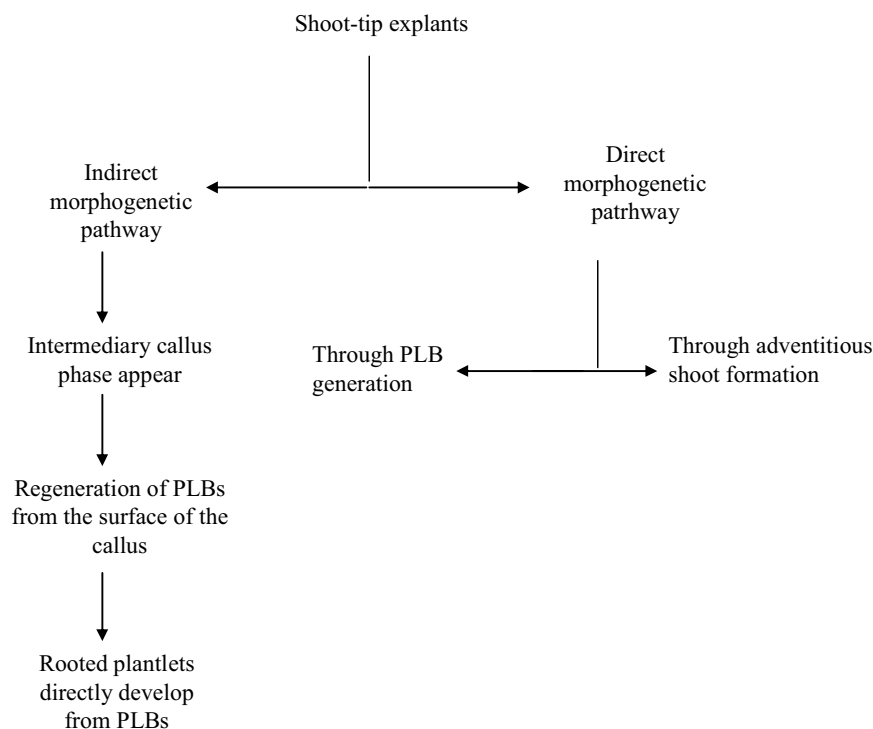 Shoot-tip explants
Indirect
morphogenetic
pathway
Direct
morphogenetic
patrhway
Intermediary callus
phase appear
Through PLB
generation
Through adventitious
shoot formation
Regeneration of PLBs
from the surface of the
callus
Rooted plantlets
directly develop
from PLBs